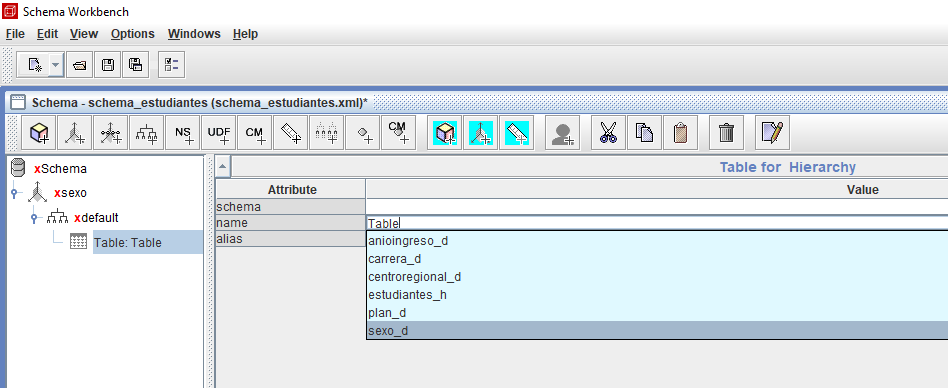 Schema Workbench
File Edit View Options Windows Help
Schema - schema_estudiantes (schema_estudiantes.xml)*
NS UDF CM CM
xSchema
xsexo
xdefault
Table: Table
Table for Hierarchy
Attribute Value
schema
name Table
alias
anioingreso_d
carrera_d
centroregional_d
estudiantes_h
plan_d
sexo_d